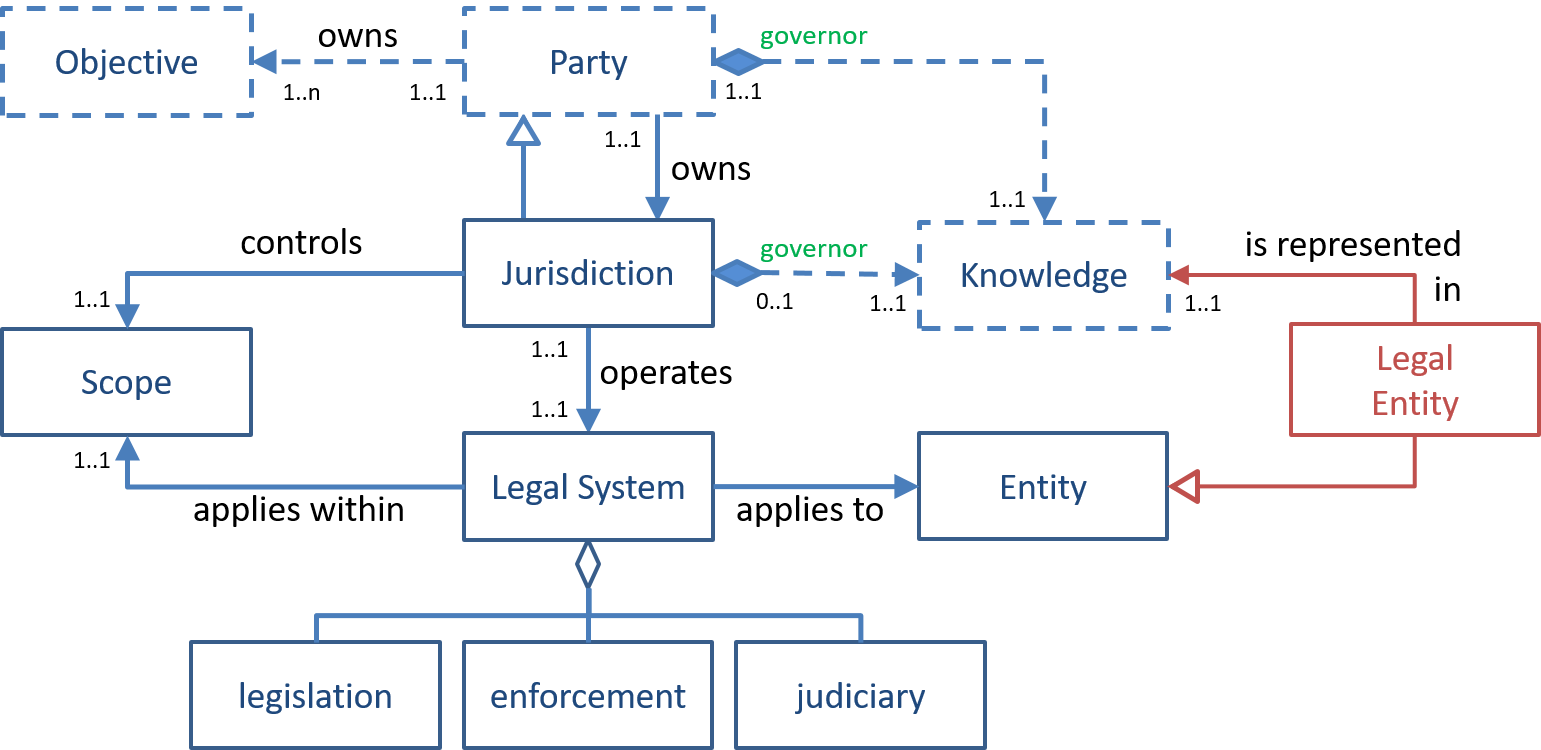 owns
governor
Objective
Party
1..n
1..1
1..1
1..1
owns
1..1
controls
governor
is represented
in
Jurisdiction
Knowledge
1..1
0..1
1..1
1..1
1..1
operates
Legal
Entity
Scope
1..1
1..1
Legal System
Entity
applies within
applies to
legislation
enforcement
judiciary